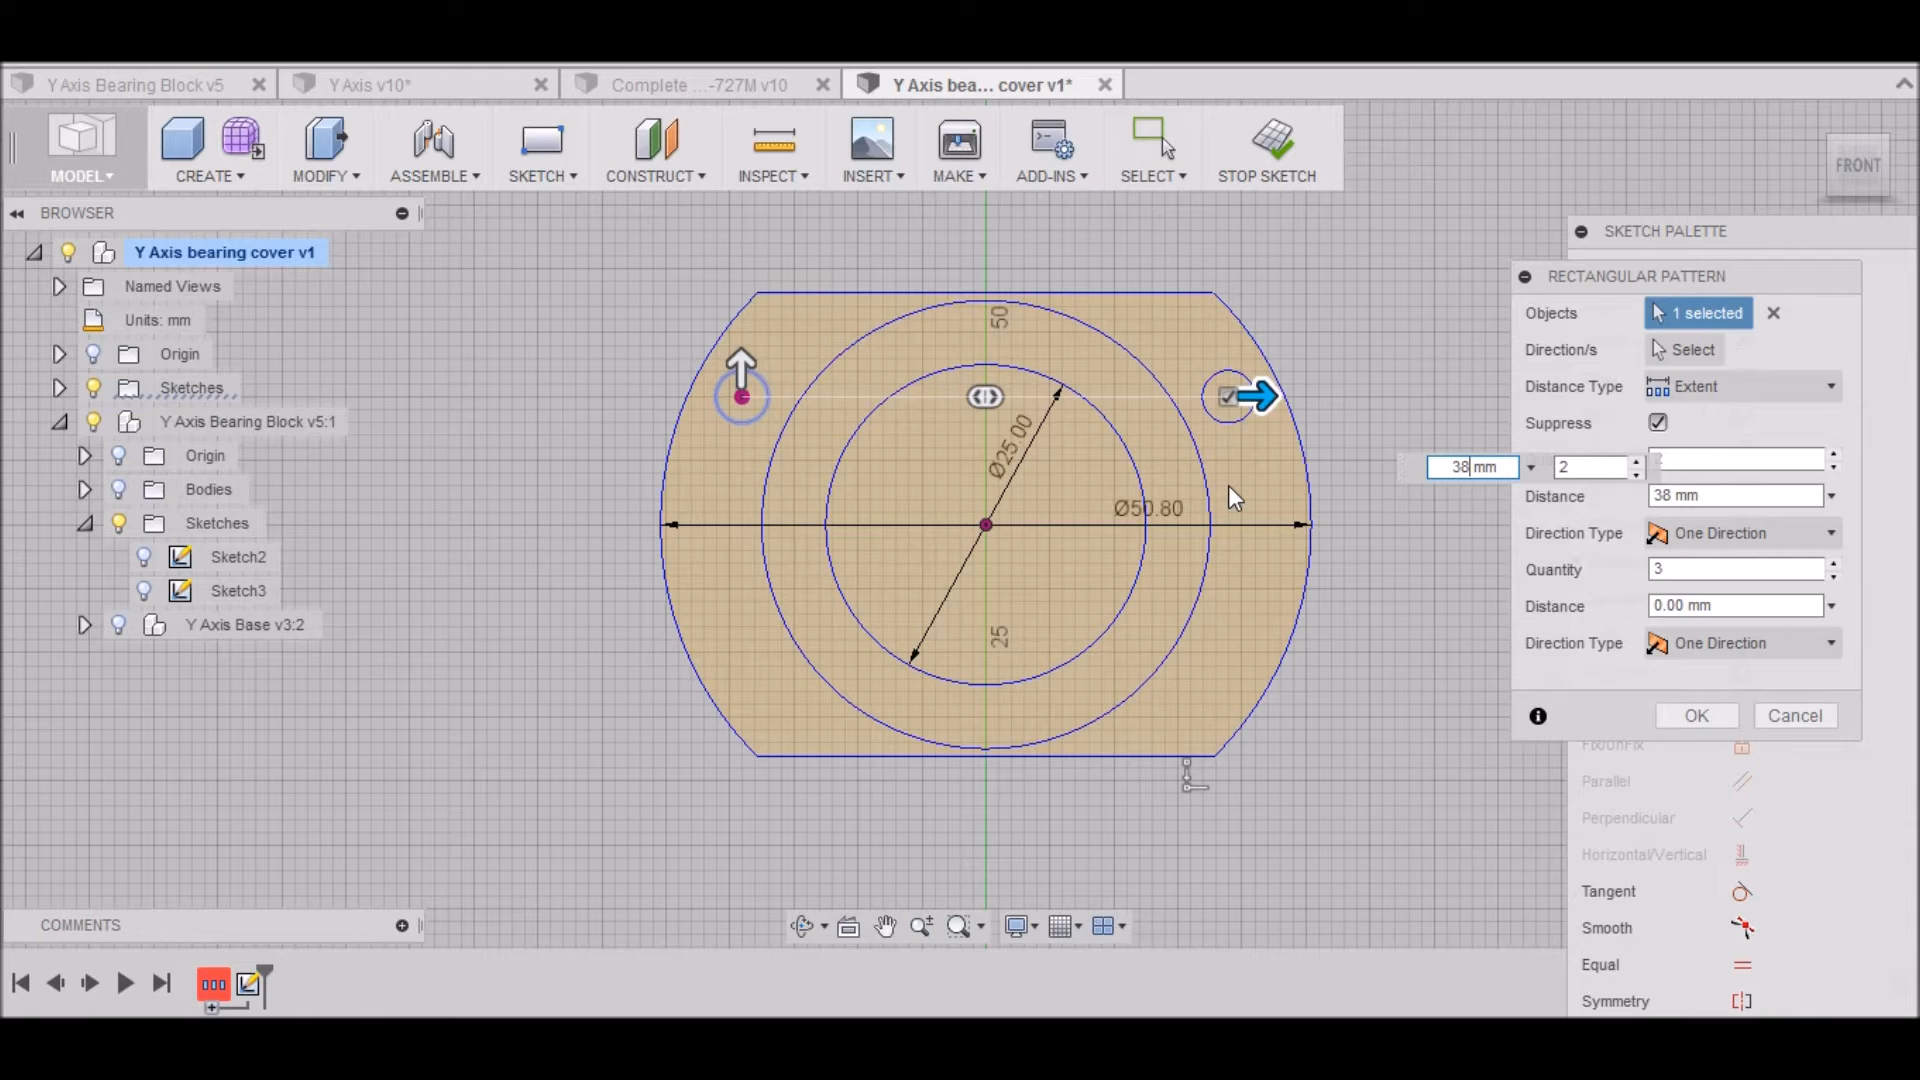 Y Axis Bearing Block v5
Y Axis v10*
Complete ...-727M v10
Y Axis bea... cover v1*
MODEL
CREATE
MODIFY
ASSEMBLE
SKETCH
CONSTRUCT
INSPECT
INSERT
MAKE
ADD-INS
SELECT
STOP SKETCH
FRONT
BROWSER
Y Axis bearing cover v1
Named Views
Units: mm
Origin
Sketches
Y Axis Bearing Block v5:1
Origin
Bodies
Sketches
Sketch2
Sketch3
Y Axis Base v3:2
50
Ø25.00
Ø50.80
25
SKETCH PALETTE
RECTANGULAR PATTERN
Objects 1 selected
Direction/s Select
Distance Type Extent
Suppress
38 mm 2
Distance 38 mm
Direction Type One Direction
Quantity 3
Distance 0.00 mm
Direction Type One Direction
OK Cancel
Fix/UnFix
Parallel
Perpendicular
Horizontal/Vertical
Tangent
Smooth
Equal
Symmetry
COMMENTS